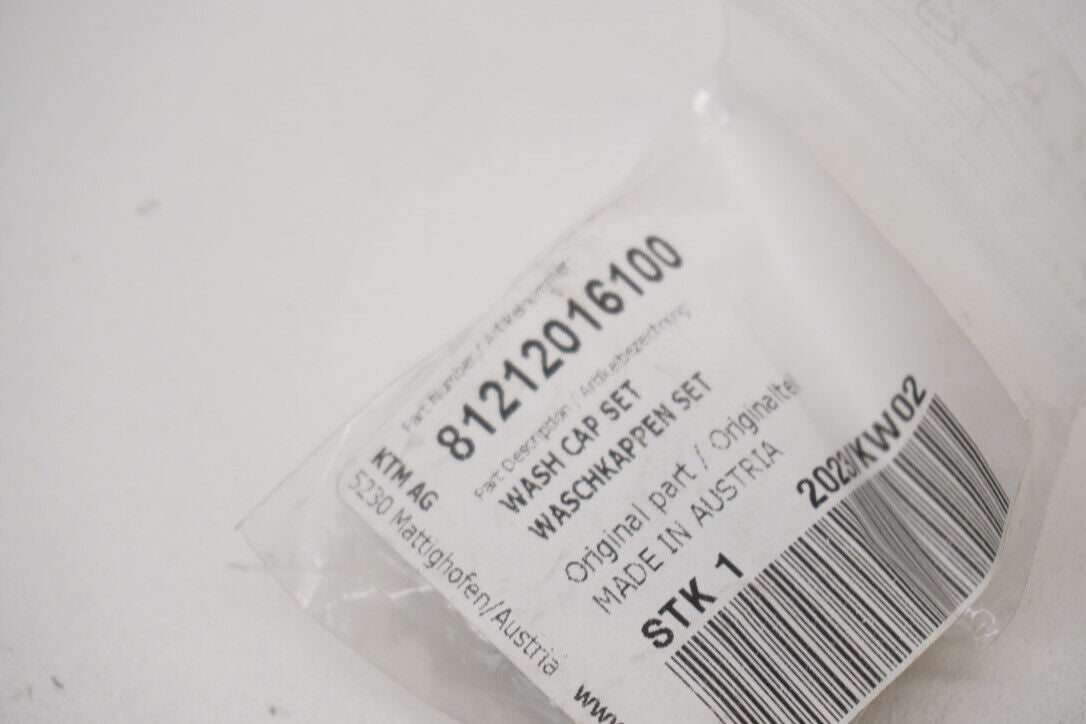 Part Number / Artikelnummer
81212016100
Part Description / Artikelbezeichnung
WASH CAP SET
WASCHKAPPEN SET
Original part / Originalteil
MADE IN AUSTRIA
2023/KW02
STK 1
KTM AG
5230 Mattighofen/Austria
www.